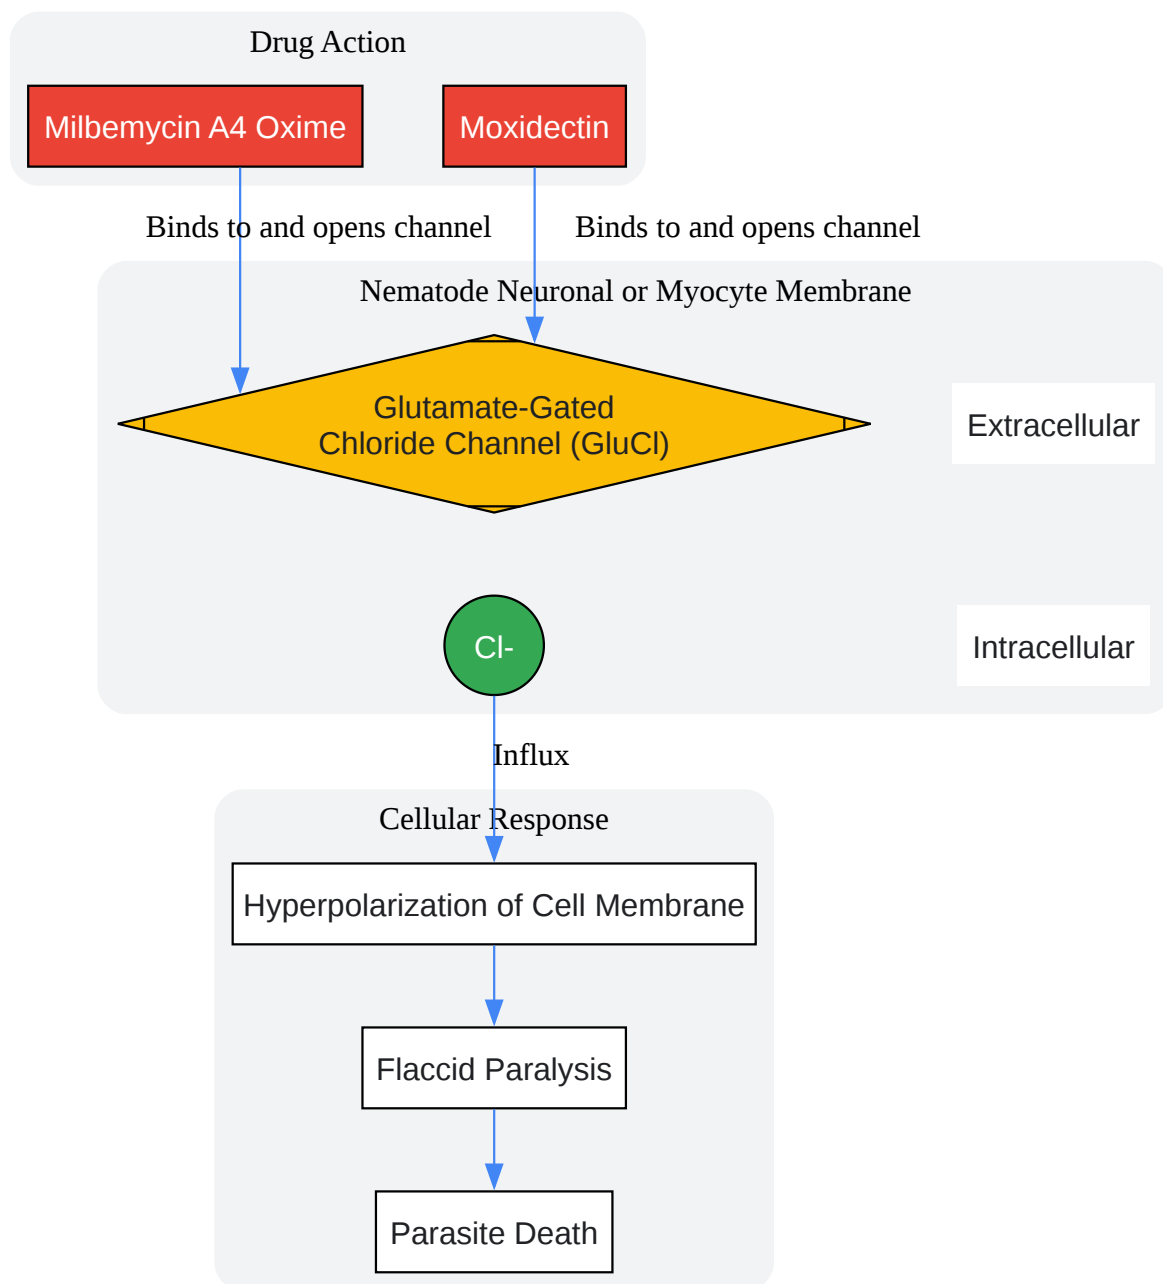 Drug Action
Milbemycin A4 Oxime
Moxidectin
Binds to and opens channel
Binds to and opens channel
Nematode Neuronal or Myocyte Membrane
Glutamate-Gated
Chloride Channel (GluCl)
Extracellular
Cl-
Intracellular
Influx
Cellular Response
Hyperpolarization of Cell Membrane
Flaccid Paralysis
Parasite Death